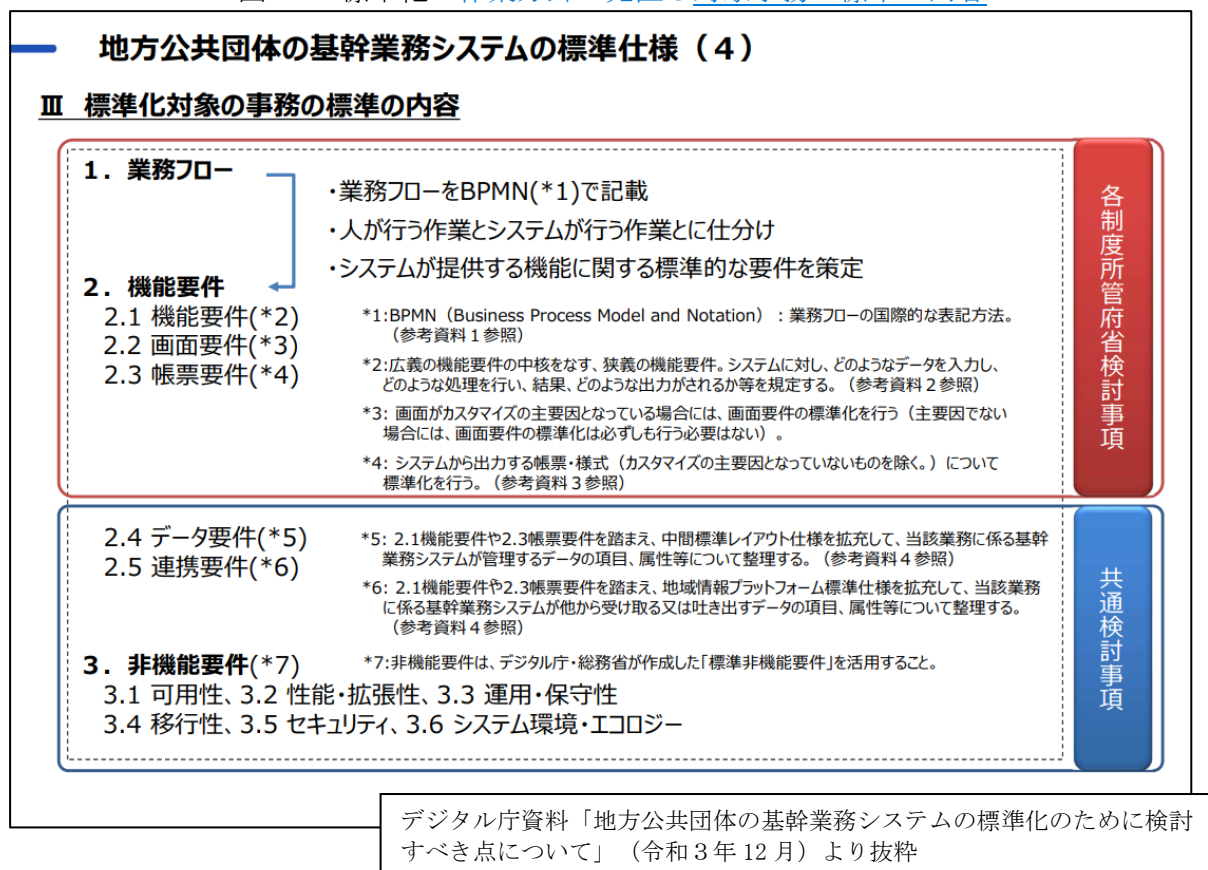 地方公共団体の基幹業務システムの標準仕様（４）
Ⅲ 標準化対象の事務の標準の内容
１．業務フロー
・業務フローをBPMN(*1)で記載
・人が行う作業とシステムが行う作業とに仕分け
・システムが提供する機能に関する標準的な要件を策定
２．機能要件
2.1 機能要件(*2)
2.2 画面要件(*3)
2.3 帳票要件(*4)
*1:BPMN（Business Process Model and Notation）：業務フローの国際的な表記方法。
（参考資料１参照）
*2:広義の機能要件の中核をなす、狭義の機能要件。システムに対し、どのようなデータを入力し、
どのような処理を行い、結果、どのような出力がされるか等を規定する。（参考資料２参照）
*3: 画面がカスタマイズの主要因となっている場合には、画面要件の標準化を行う（主要因でない
場合には、画面要件の標準化は必ずしも行う必要はない）。
*4: システムから出力する帳票・様式（カスタマイズの主要因となっていないものを除く。）について
標準化を行う。（参考資料３参照）
各制度所管府省検討事項
2.4 データ要件(*5)
2.5 連携要件(*6)
*5: 2.1機能要件や2.3帳票要件を踏まえ、中間標準レイアウト仕様を拡充して、当該業務に係る基幹
業務システムが管理するデータの項目、属性等について整理する。（参考資料４参照）
*6: 2.1機能要件や2.3帳票要件を踏まえ、地域情報プラットフォーム標準仕様を拡充して、当該業務
に係る基幹業務システムが他から受け取る又は吐き出すデータの項目、属性等について整理する。
（参考資料４参照）
３．非機能要件(*7)
*7:非機能要件は、デジタル庁・総務省が作成した「標準非機能要件」を活用すること。
3.1 可用性、3.2 性能・拡張性、3.3 運用・保守性
3.4 移行性、3.5 セキュリティ、3.6 システム環境・エコロジー
共通検討事項
デジタル庁資料「地方公共団体の基幹業務システムの標準化のために検討
すべき点について」（令和３年 12 月）より抜粋